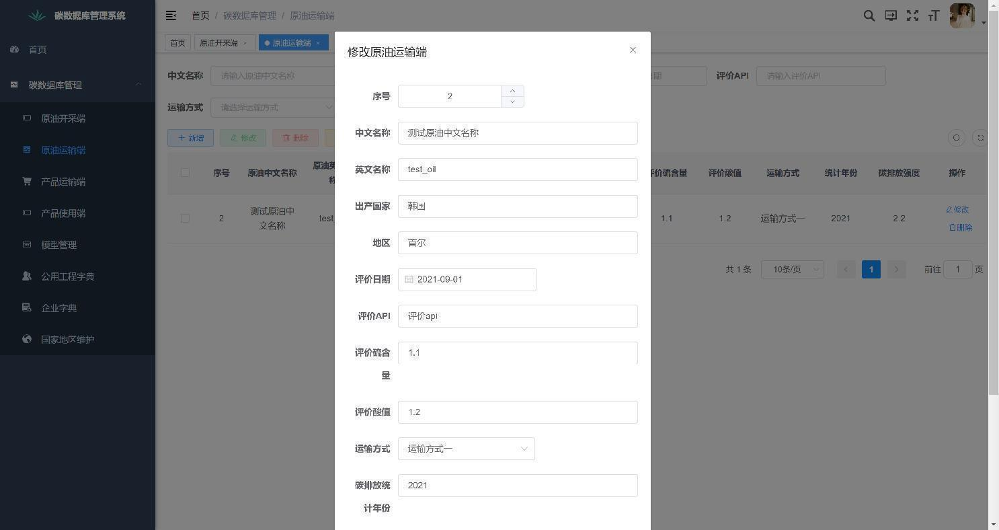 碳数据库管理系统
首页 / 碳数据库管理 / 原油运输端
首页
原油开采端 ×
原油运输端 ×
首页
碳数据库管理
原油开采端
原油运输端
产品运输端
产品使用端
模型管理
公用工程字典
企业字典
国家地区维护
中文名称 请输入原油中文名称
日期
评价API 请输入评价API
运输方式 请选择运输方式
+ 新增
修改
删除
序号
原油中文名称
原油英
称
评价硫含量
评价酸值
运输方式
统计年份
碳排放强度
操作
2
测试原油中
文名称
test_
1.1
1.2
运输方式一
2021
2.2
修改
删除
共 1 条
10条/页
1
前往 1 页
修改原油运输端
序号 2
中文名称 测试原油中文名称
英文名称 test_oil
出产国家 韩国
地区 首尔
评价日期 2021-09-01
评价API 评价api
评价硫含 1.1
量
评价酸值 1.2
运输方式 运输方式一
碳排放统 2021
计年份